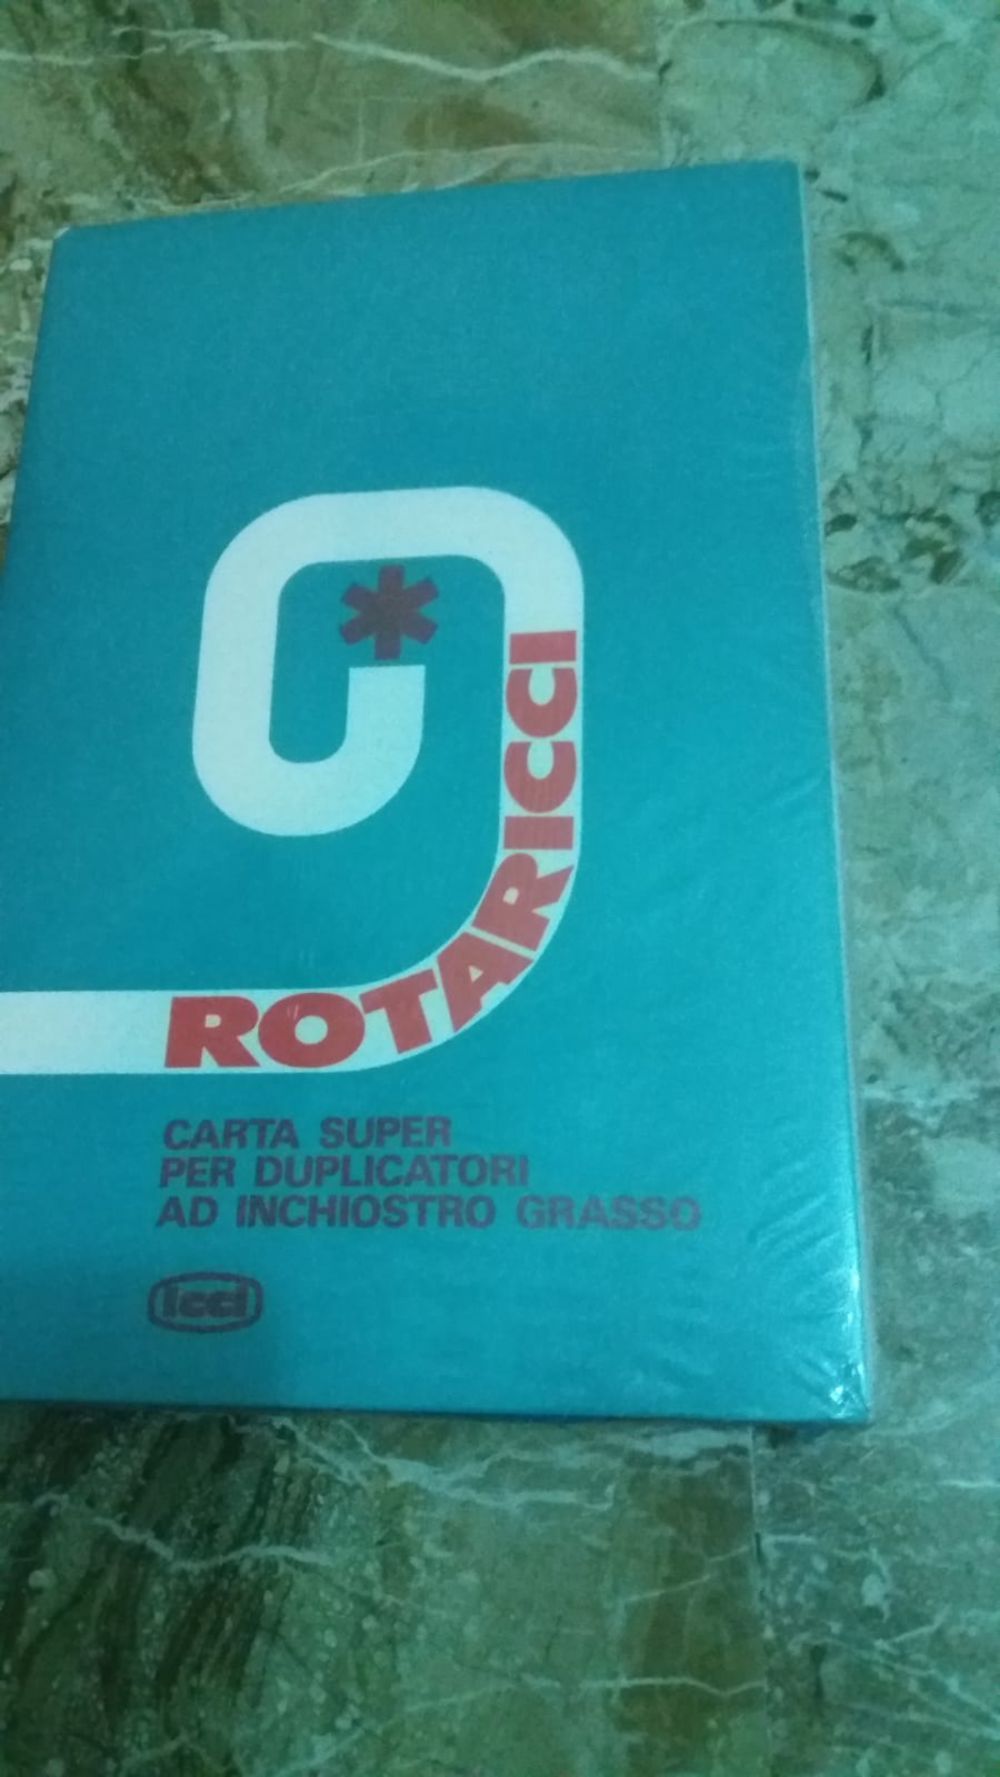 ROTARICCI
CARTA SUPER
PER DUPLICATORI
AD INCHIOSTRO GRASSO
icci